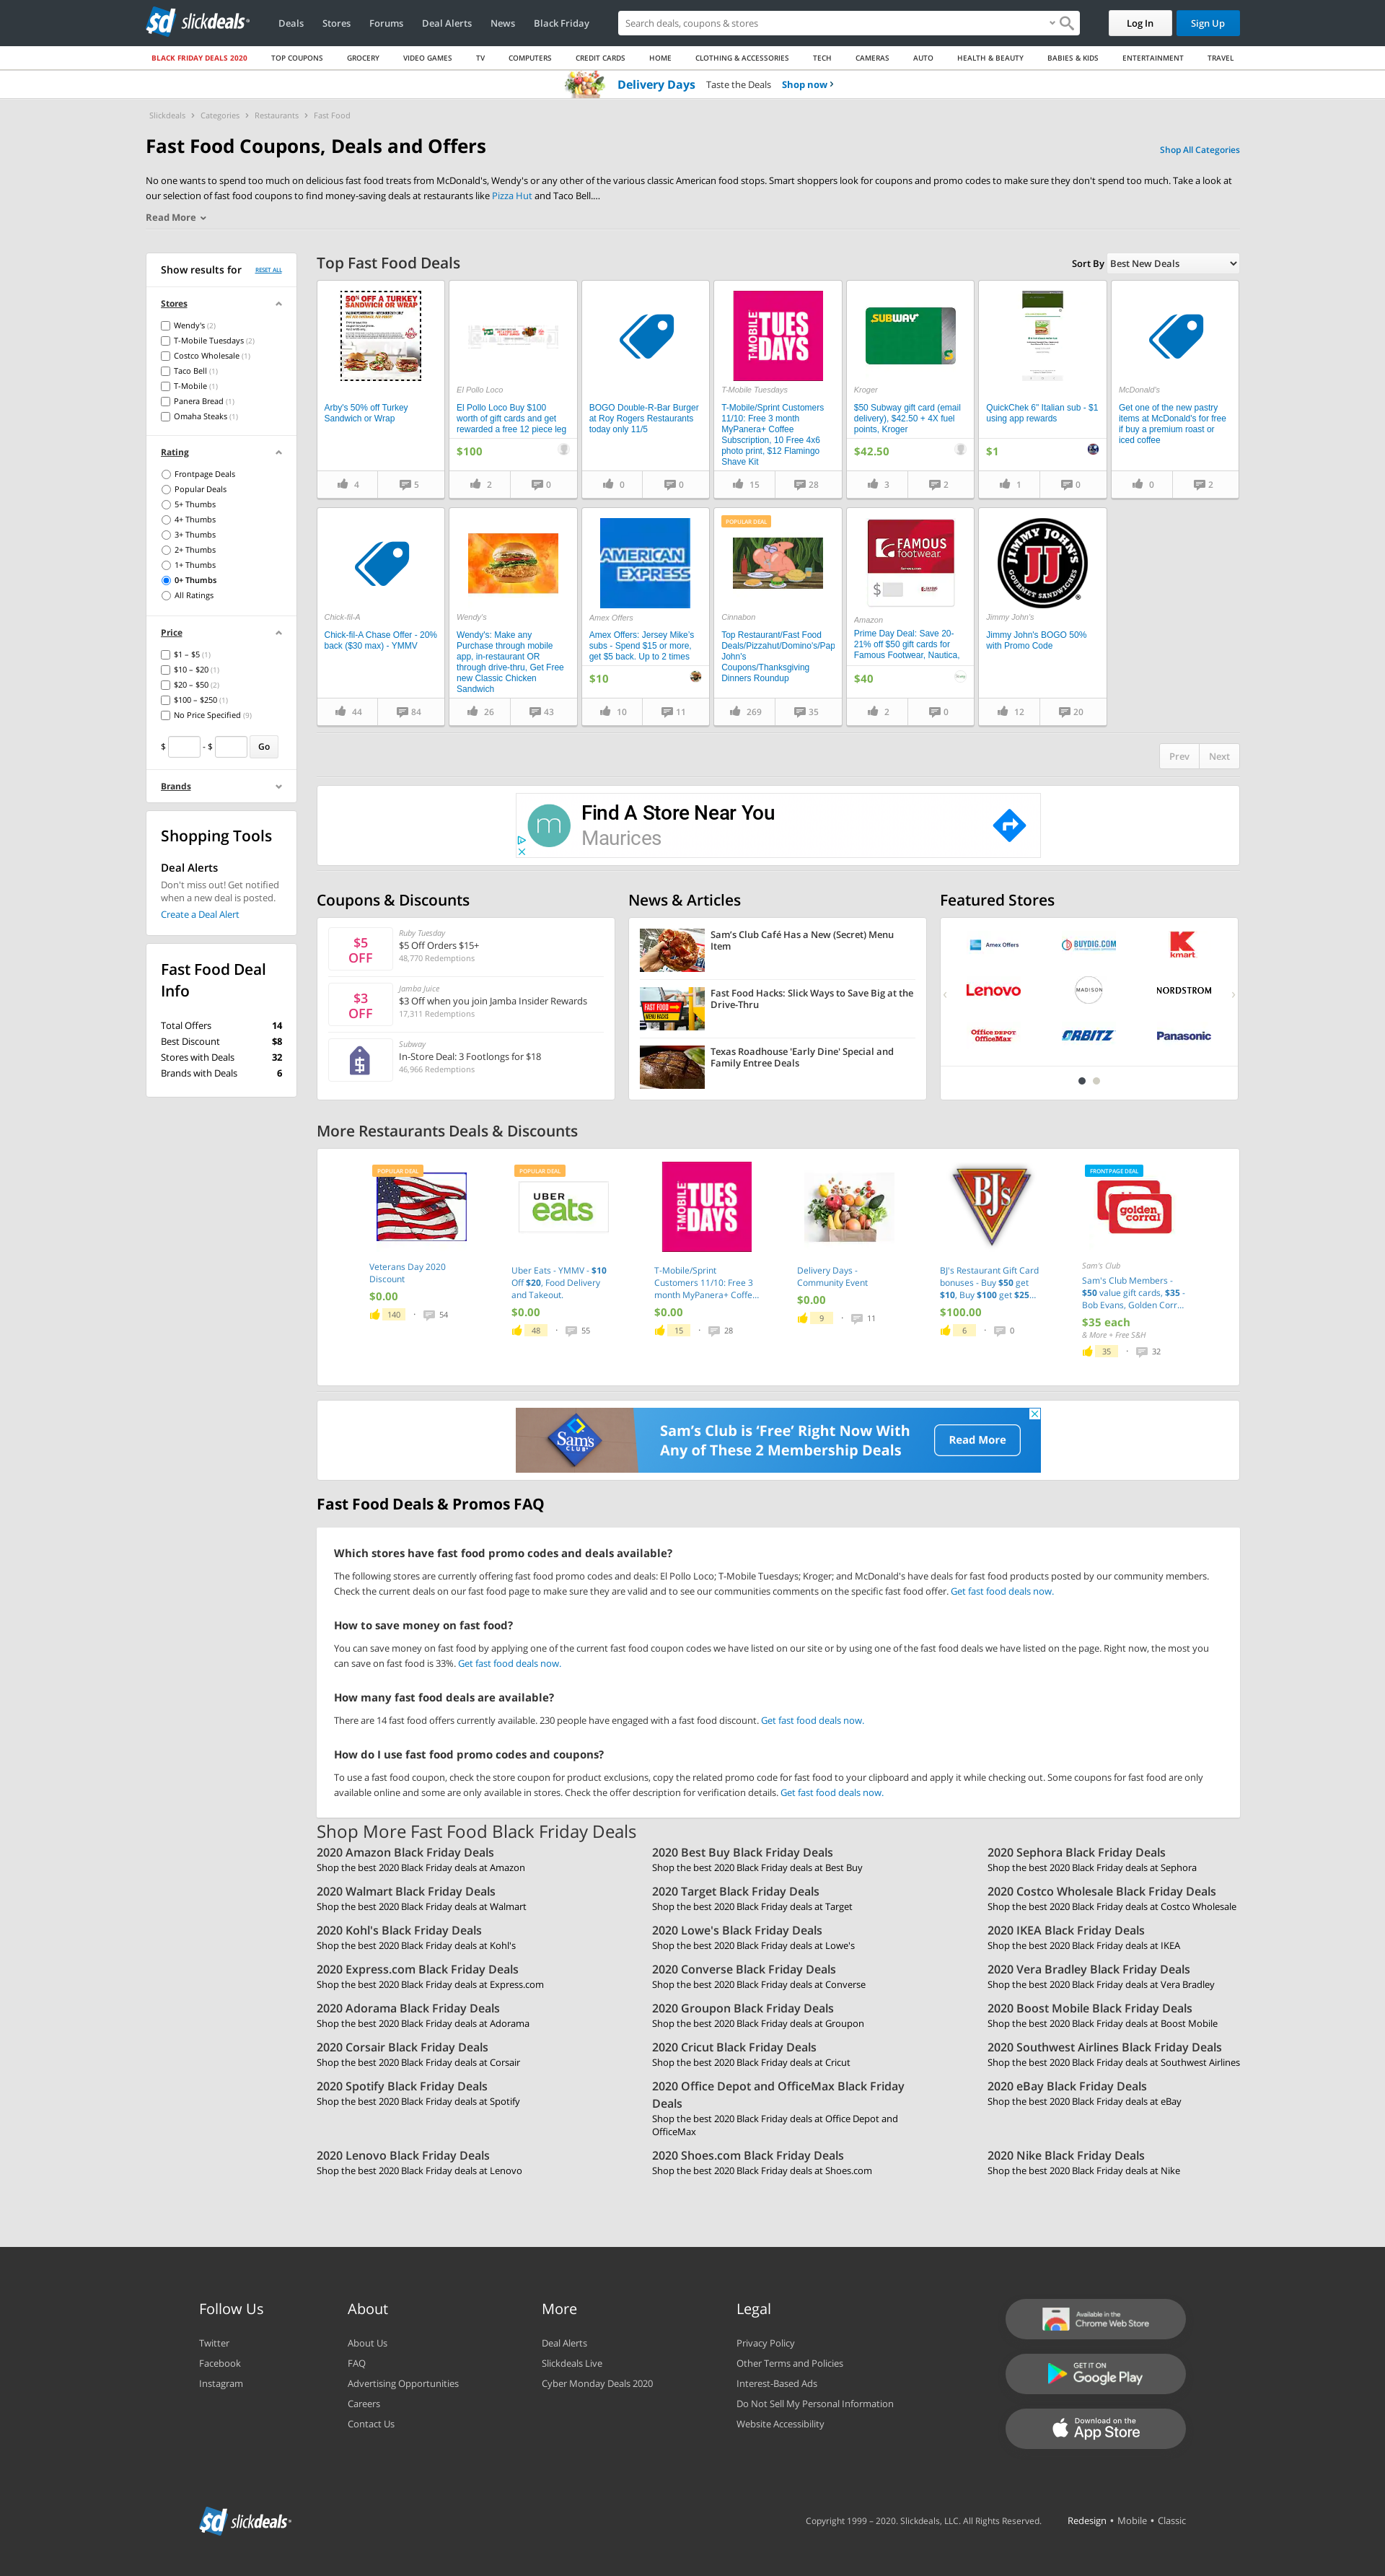 slickdeals
Deals Stores Forums Deal Alerts News Black Friday
Search deals, coupons & stores
Log In
Sign Up
BLACK FRIDAY DEALS 2020 TOP COUPONS GROCERY VIDEO GAMES TV COMPUTERS CREDIT CARDS HOME CLOTHING & ACCESSORIES TECH CAMERAS AUTO HEALTH & BEAUTY BABIES & KIDS ENTERTAINMENT TRAVEL
Delivery Days Taste the Deals Shop now ›
Slickdeals › Categories › Restaurants › Fast Food
Fast Food Coupons, Deals and Offers
Shop All Categories
No one wants to spend too much on delicious fast food treats from McDonald's, Wendy's or any other of the various classic American food stops. Smart shoppers look for coupons and promo codes to make sure they don't spend too much. Take a look at
our selection of fast food coupons to find money-saving deals at restaurants like Pizza Hut and Taco Bell....
Read More
Show results for RESET ALL
Stores
Wendy's (2)
T-Mobile Tuesdays (2)
Costco Wholesale (1)
Taco Bell (1)
T-Mobile (1)
Panera Bread (1)
Omaha Steaks (1)
Rating
Frontpage Deals
Popular Deals
5+ Thumbs
4+ Thumbs
3+ Thumbs
2+ Thumbs
1+ Thumbs
0+ Thumbs
All Ratings
Price
$1 – $5 (1)
$10 – $20 (1)
$20 – $50 (2)
$100 – $250 (1)
No Price Specified (9)
$ - $ Go
Brands
Shopping Tools
Deal Alerts
Don't miss out! Get notified
when a new deal is posted.
Create a Deal Alert
Fast Food Deal
Info
Total Offers 14
Best Discount $8
Stores with Deals 32
Brands with Deals 6
Top Fast Food Deals
Sort By Best New Deals
50% OFF A TURKEY
SANDWICH OR WRAP
Arby's 50% off Turkey
Sandwich or Wrap
4 5
El Pollo Loco
El Pollo Loco Buy $100
worth of gift cards and get
rewarded a free 12 piece leg
$100
2 0
BOGO Double-R-Bar Burger
at Roy Rogers Restaurants
today only 11/5
0 0
T-MOBILE
TUES
DAYS
T-Mobile Tuesdays
T-Mobile/Sprint Customers
11/10: Free 3 month
MyPanera+ Coffee
Subscription, 10 Free 4x6
photo print, $12 Flamingo
Shave Kit
15 28
SUBWAY
Kroger
$50 Subway gift card (email
delivery), $42.50 + 4X fuel
points, Kroger
$42.50
3 2
QuickChek 6" Italian sub - $1
using app rewards
$1
1 0
McDonald's
Get one of the new pastry
items at McDonald's for free
if buy a premium roast or
iced coffee
0 2
Chick-fil-A
Chick-fil-A Chase Offer - 20%
back ($30 max) - YMMV
44 84
Wendy's
Wendy's: Make any
Purchase through mobile
app, in-restaurant OR
through drive-thru, Get Free
new Classic Chicken
Sandwich
26 43
AMERICAN
EXPRESS
Amex Offers
Amex Offers: Jersey Mike's
subs - Spend $15 or more,
get $5 back. Up to 2 times
$10
10 11
POPULAR DEAL
Cinnabon
Top Restaurant/Fast Food
Deals/Pizzahut/Domino's/Pap
John's
Coupons/Thanksgiving
Dinners Roundup
269 35
FAMOUS
footwear
$
Amazon
Prime Day Deal: Save 20-
21% off $50 gift cards for
Famous Footwear, Nautica,
$40
2 0
JIMMY JOHN'S
JJ
GOURMET SANDWICHES
Jimmy John's
Jimmy John's BOGO 50%
with Promo Code
12 20
Prev Next
m
Find A Store Near You
Maurices
Coupons & Discounts
$5
OFF
Ruby Tuesday
$5 Off Orders $15+
48,770 Redemptions
$3
OFF
Jamba Juice
$3 Off when you join Jamba Insider Rewards
17,311 Redemptions
Subway
In-Store Deal: 3 Footlongs for $18
46,966 Redemptions
News & Articles
Sam's Club Café Has a New (Secret) Menu
Item
FAST FOOD
MENU HACKS
Fast Food Hacks: Slick Ways to Save Big at the
Drive-Thru
Texas Roadhouse 'Early Dine' Special and
Family Entree Deals
Featured Stores
Amex Offers BUYDIG.COM kmart
Lenovo MADISON NORDSTROM
Office DEPOT
OfficeMax ORBITZ Panasonic
More Restaurants Deals & Discounts
POPULAR DEAL
Veterans Day 2020
Discount
$0.00
140 · 54
POPULAR DEAL
UBER
eats
Uber Eats - YMMV - $10
Off $20, Food Delivery
and Takeout.
$0.00
48 · 55
T-MOBILE
TUES
DAYS
T-Mobile/Sprint
Customers 11/10: Free 3
month MyPanera+ Coffe...
$0.00
15 · 28
Delivery Days -
Community Event
$0.00
9 · 11
BJ's
BJ's Restaurant Gift Card
bonuses - Buy $50 get
$10, Buy $100 get $25...
$100.00
6 · 0
FRONTPAGE DEAL
golden
corral
Sam's Club
Sam's Club Members -
$50 value gift cards, $35 -
Bob Evans, Golden Corr...
$35 each
& More + Free S&H
35 · 32
Sam's
CLUB
Sam's Club is 'Free' Right Now With
Any of These 2 Membership Deals
Read More
Fast Food Deals & Promos FAQ
Which stores have fast food promo codes and deals available?
The following stores are currently offering fast food promo codes and deals: El Pollo Loco; T-Mobile Tuesdays; Kroger; and McDonald's have deals for fast food products posted by our community members.
Check the current deals on our fast food page to make sure they are valid and to see our communities comments on the specific fast food offer. Get fast food deals now.
How to save money on fast food?
You can save money on fast food by applying one of the current fast food coupon codes we have listed on our site or by using one of the fast food deals we have listed on the page. Right now, the most you
can save on fast food is 33%. Get fast food deals now.
How many fast food deals are available?
There are 14 fast food offers currently available. 230 people have engaged with a fast food discount. Get fast food deals now.
How do I use fast food promo codes and coupons?
To use a fast food coupon, check the store coupon for product exclusions, copy the related promo code for fast food to your clipboard and apply it while checking out. Some coupons for fast food are only
available online and some are only available in stores. Check the offer description for verification details. Get fast food deals now.
Shop More Fast Food Black Friday Deals
2020 Amazon Black Friday Deals
Shop the best 2020 Black Friday deals at Amazon
2020 Best Buy Black Friday Deals
Shop the best 2020 Black Friday deals at Best Buy
2020 Sephora Black Friday Deals
Shop the best 2020 Black Friday deals at Sephora
2020 Walmart Black Friday Deals
Shop the best 2020 Black Friday deals at Walmart
2020 Target Black Friday Deals
Shop the best 2020 Black Friday deals at Target
2020 Costco Wholesale Black Friday Deals
Shop the best 2020 Black Friday deals at Costco Wholesale
2020 Kohl's Black Friday Deals
Shop the best 2020 Black Friday deals at Kohl's
2020 Lowe's Black Friday Deals
Shop the best 2020 Black Friday deals at Lowe's
2020 IKEA Black Friday Deals
Shop the best 2020 Black Friday deals at IKEA
2020 Express.com Black Friday Deals
Shop the best 2020 Black Friday deals at Express.com
2020 Converse Black Friday Deals
Shop the best 2020 Black Friday deals at Converse
2020 Vera Bradley Black Friday Deals
Shop the best 2020 Black Friday deals at Vera Bradley
2020 Adorama Black Friday Deals
Shop the best 2020 Black Friday deals at Adorama
2020 Groupon Black Friday Deals
Shop the best 2020 Black Friday deals at Groupon
2020 Boost Mobile Black Friday Deals
Shop the best 2020 Black Friday deals at Boost Mobile
2020 Corsair Black Friday Deals
Shop the best 2020 Black Friday deals at Corsair
2020 Cricut Black Friday Deals
Shop the best 2020 Black Friday deals at Cricut
2020 Southwest Airlines Black Friday Deals
Shop the best 2020 Black Friday deals at Southwest Airlines
2020 Spotify Black Friday Deals
Shop the best 2020 Black Friday deals at Spotify
2020 Office Depot and OfficeMax Black Friday
Deals
Shop the best 2020 Black Friday deals at Office Depot and
OfficeMax
2020 eBay Black Friday Deals
Shop the best 2020 Black Friday deals at eBay
2020 Lenovo Black Friday Deals
Shop the best 2020 Black Friday deals at Lenovo
2020 Shoes.com Black Friday Deals
Shop the best 2020 Black Friday deals at Shoes.com
2020 Nike Black Friday Deals
Shop the best 2020 Black Friday deals at Nike
Follow Us
Twitter
Facebook
Instagram
About
About Us
FAQ
Advertising Opportunities
Careers
Contact Us
More
Deal Alerts
Slickdeals Live
Cyber Monday Deals 2020
Legal
Privacy Policy
Other Terms and Policies
Interest-Based Ads
Do Not Sell My Personal Information
Website Accessibility
Available in the
Chrome Web Store
GET IT ON
Google Play
Download on the
App Store
slickdeals
Copyright 1999 – 2020. Slickdeals, LLC. All Rights Reserved. Redesign • Mobile • Classic